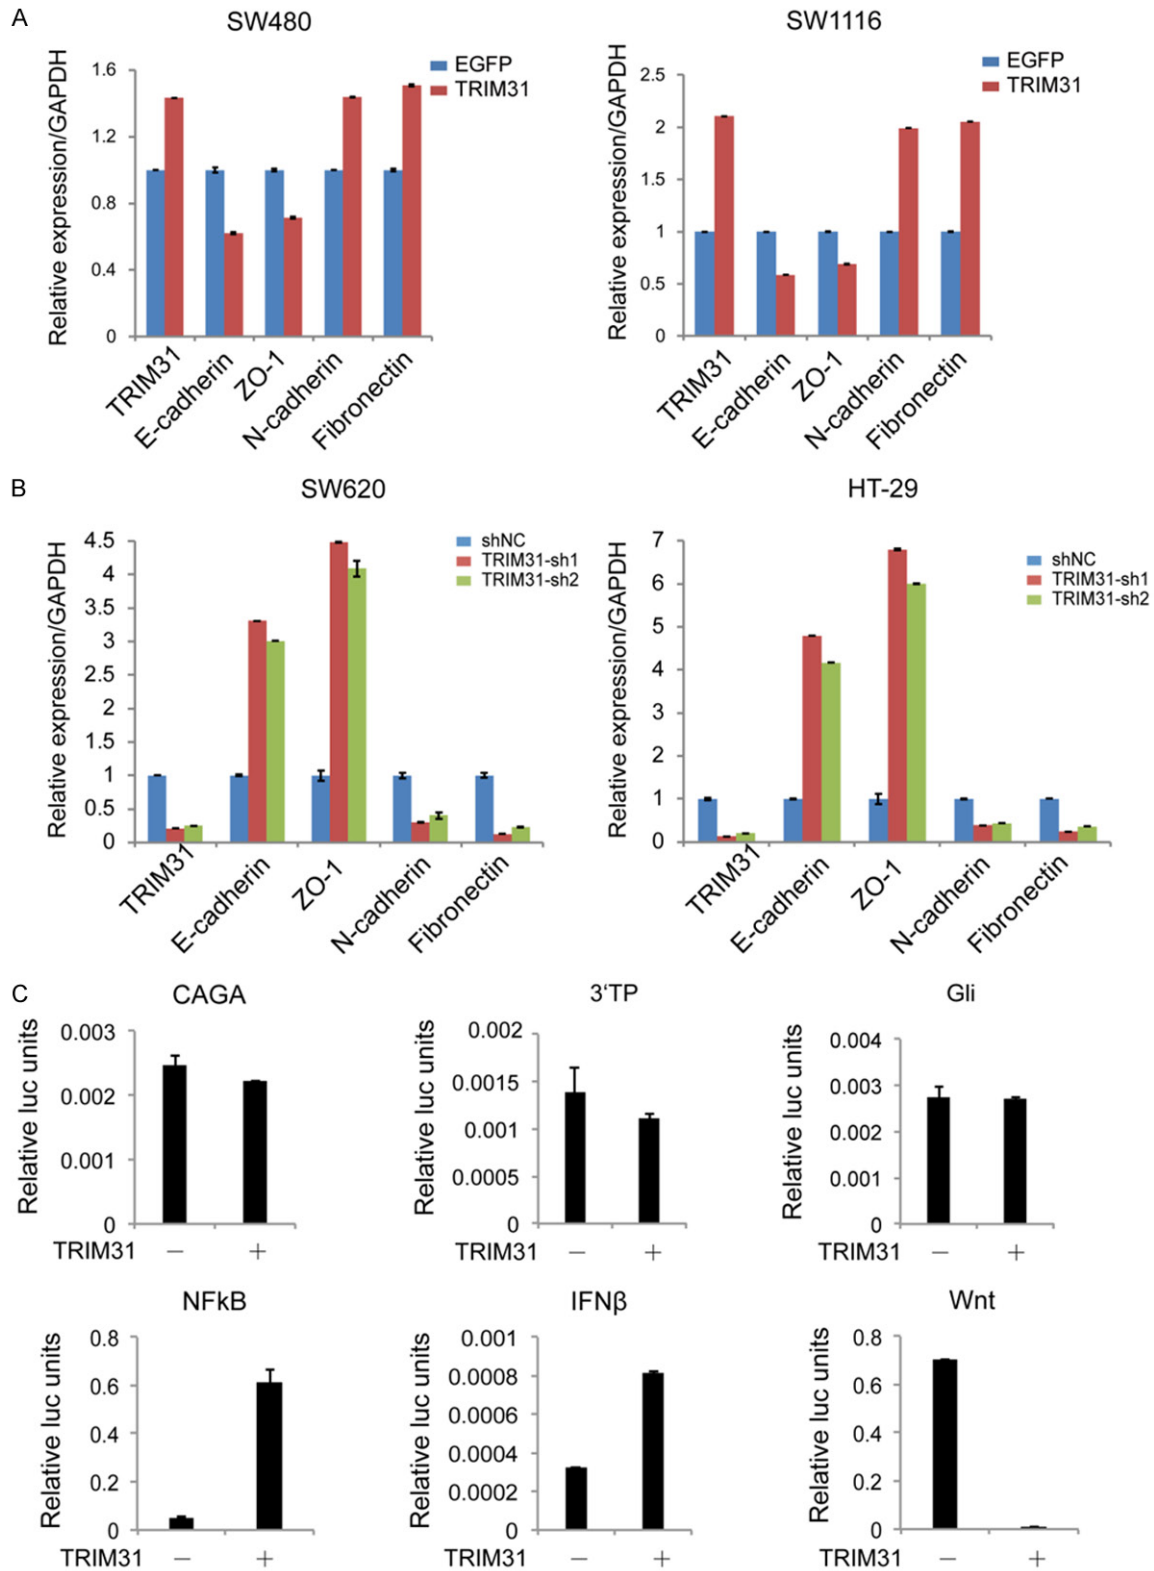 A
SW480
SW1116
Relative expression/GAPDH
1.6
1.2
0.8
0.4
0
EGFP
TRIM31
TRIM31
E-cadherin
ZO-1
N-cadherin
Fibronectin
Relative expression/GAPDH
2.5
2
1.5
1
0.5
0
EGFP
TRIM31
TRIM31
E-cadherin
ZO-1
N-cadherin
Fibronectin
B
SW620
HT-29
Relative expression/GAPDH
4.5
4
3.5
3
2.5
2
1.5
1
0.5
0
shNC
TRIM31-sh1
TRIM31-sh2
TRIM31
E-cadherin
ZO-1
N-cadherin
Fibronectin
Relative expression/GAPDH
7
6
5
4
3
2
1
0
shNC
TRIM31-sh1
TRIM31-sh2
TRIM31
E-cadherin
ZO-1
N-cadherin
Fibronectin
C
CAGA
Relative luc units
0.003
0.002
0.001
0
TRIM31 − +
3‘TP
Relative luc units
0.002
0.0015
0.001
0.0005
0
TRIM31 − +
Gli
Relative luc units
0.004
0.003
0.002
0.001
0
TRIM31 − +
NFkB
Relative luc units
0.8
0.6
0.4
0.2
0
TRIM31 − +
IFNβ
Relative luc units
0.001
0.0008
0.0006
0.0004
0.0002
0
TRIM31 − +
Wnt
Relative luc units
0.8
0.6
0.4
0.2
0
TRIM31 − +